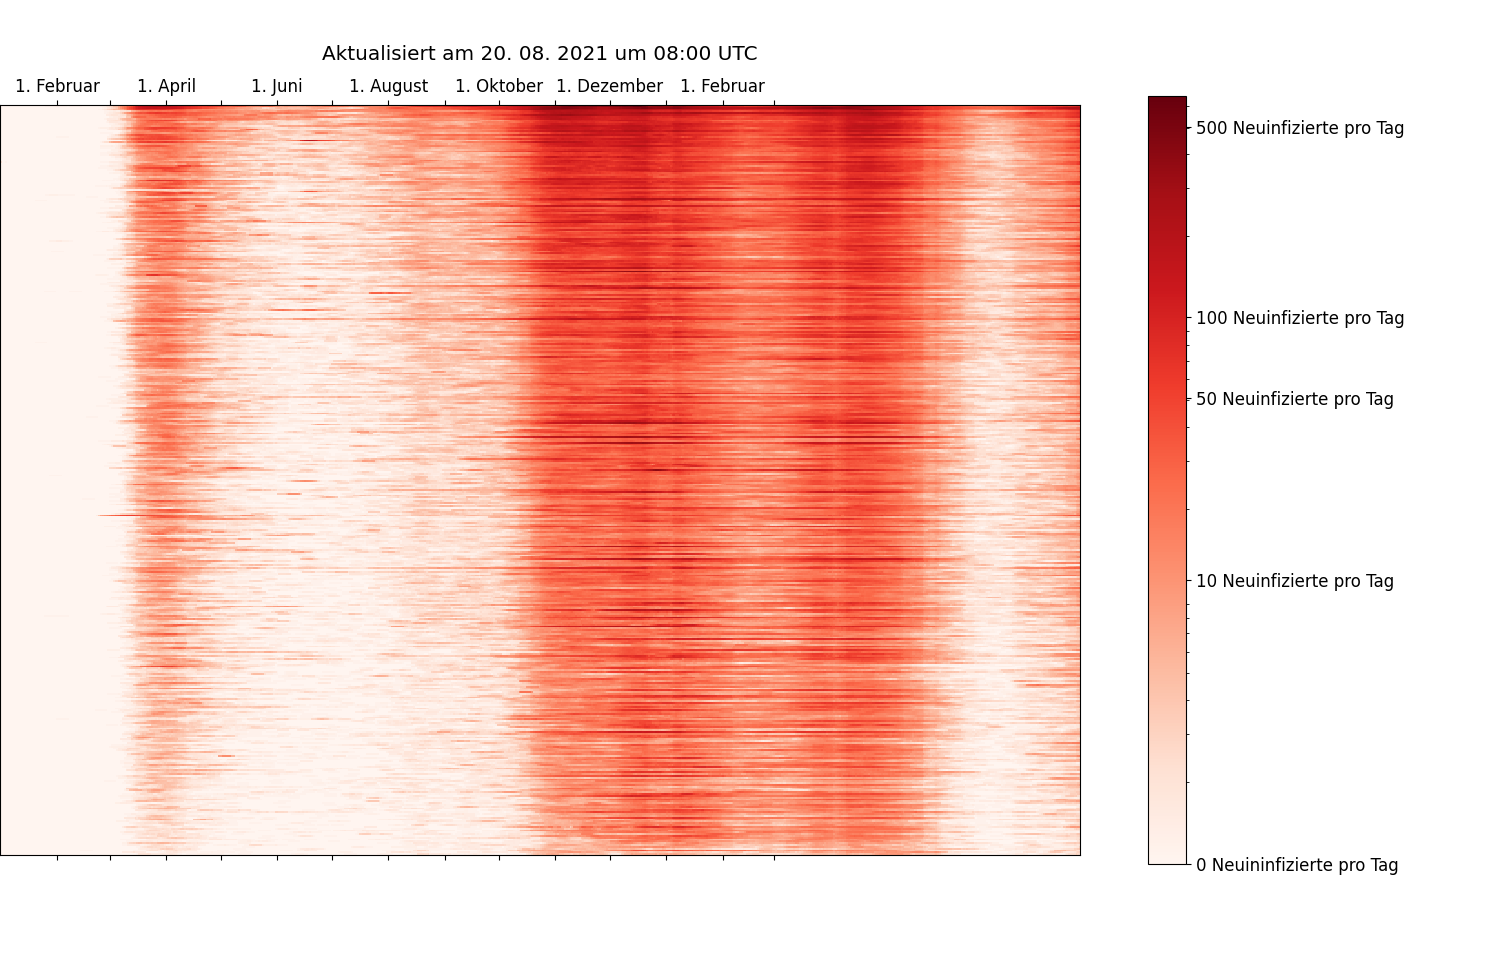 Aktualisiert am 20. 08. 2021 um 08:00 UTC
1. Februar 1. April 1. Juni 1. August 1. Oktober 1. Dezember 1. Februar
500 Neuinfizierte pro Tag
100 Neuinfizierte pro Tag
50 Neuinfizierte pro Tag
10 Neuinfizierte pro Tag
0 Neuininfizierte pro Tag